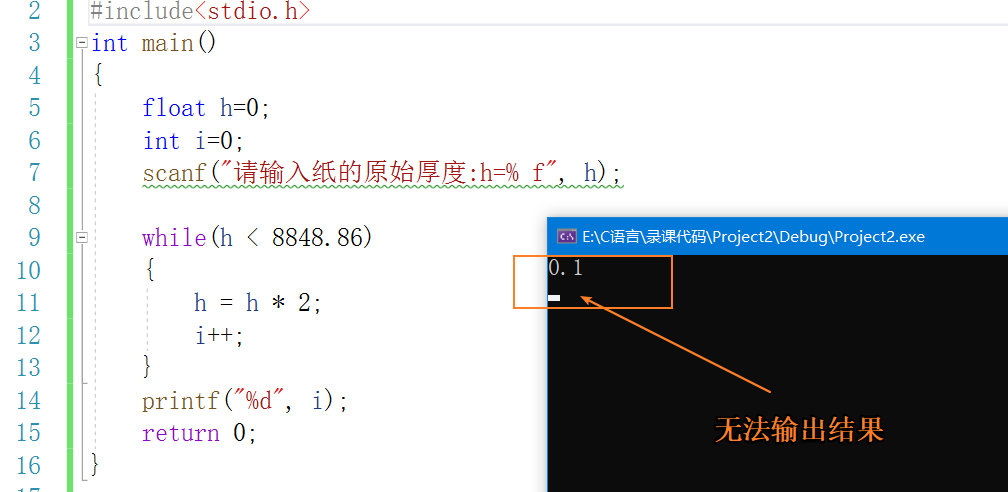 2 #include<stdio.h>
3 int main()
4 {
5 float h=0;
6 int i=0;
7 scanf("请输入纸的原始厚度:h=% f", h);
8
9 while(h < 8848.86)
10 {
11 h = h * 2;
12 i++;
13 }
14 printf("%d", i);
15 return 0;
16 }
E:\C语言\录课代码\Project2\Debug\Project2.exe
0.1
无法输出结果